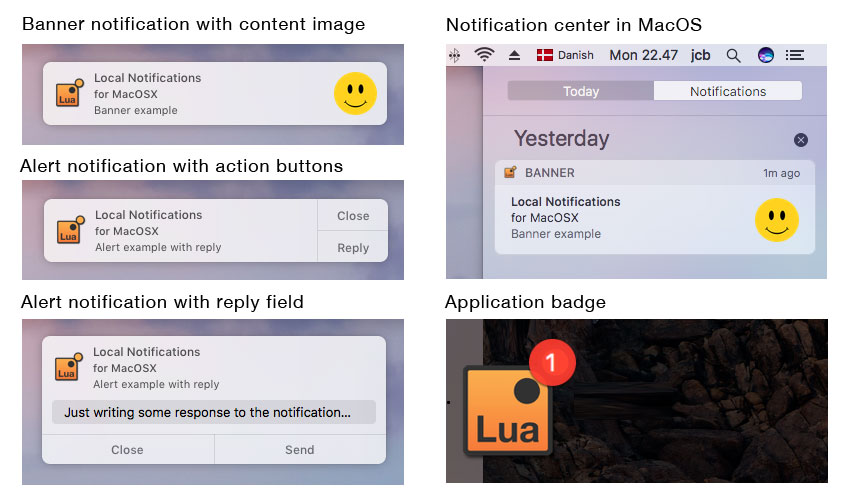 Banner notification with content image
Lua
Local Notifications
for MacOSX
Banner example
Alert notification with action buttons
Lua
Local Notifications
for MacOSX
Alert example with reply
Close
Reply
Alert notification with reply field
Lua
Local Notifications
for MacOSX
Alert example with reply
Just writing some response to the notification...
Close
Send
Notification center in MacOS
Danish Mon 22.47 jcb
Today Notifications
Yesterday
BANNER 1m ago
Local Notifications
for MacOSX
Banner example
Application badge
1
Lua